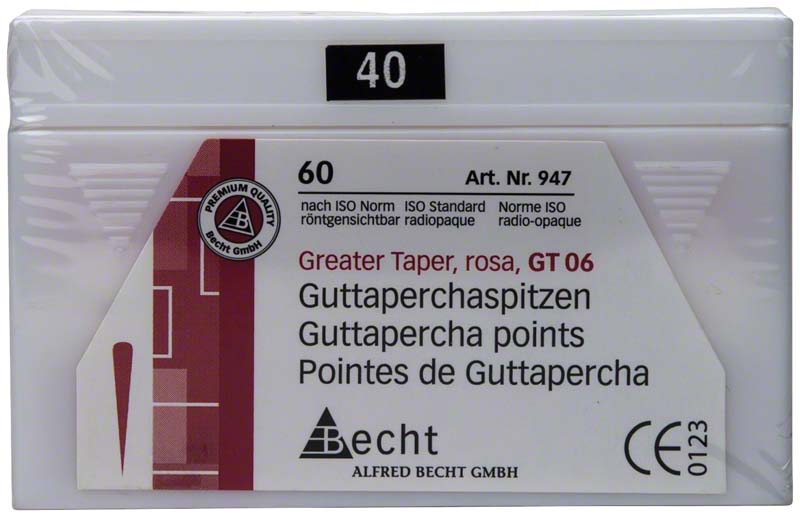 40
60 Art. Nr. 947
nach ISO Norm ISO Standard Norme ISO
röntgensichtbar radiopaque radio-opaque
PREMIUM QUALITY
B
Becht GmbH
Greater Taper, rosa, GT 06
Guttaperchaspitzen
Guttapercha points
Pointes de Guttapercha
Becht
ALFRED BECHT GMBH
CE 0123